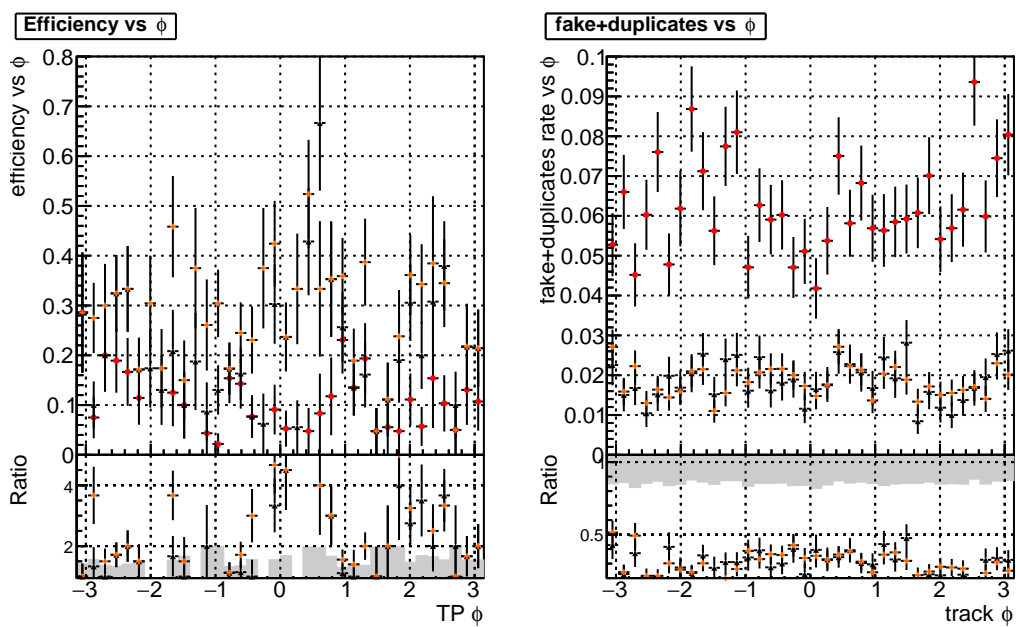 Efficiency vs ϕ
efficiency vs ϕ
0.8
0.7
0.6
0.5
0.4
0.3
0.2
0.1
0
Ratio
4
2
−3 −2 −1 0 1 2 3
TP ϕ
fake+duplicates vs ϕ
fake+duplicates rate vs ϕ
0.1
0.09
0.08
0.07
0.06
0.05
0.04
0.03
0.02
0.01
0
Ratio
1
0.5
−3 −2 −1 0 1 2 3
track ϕ